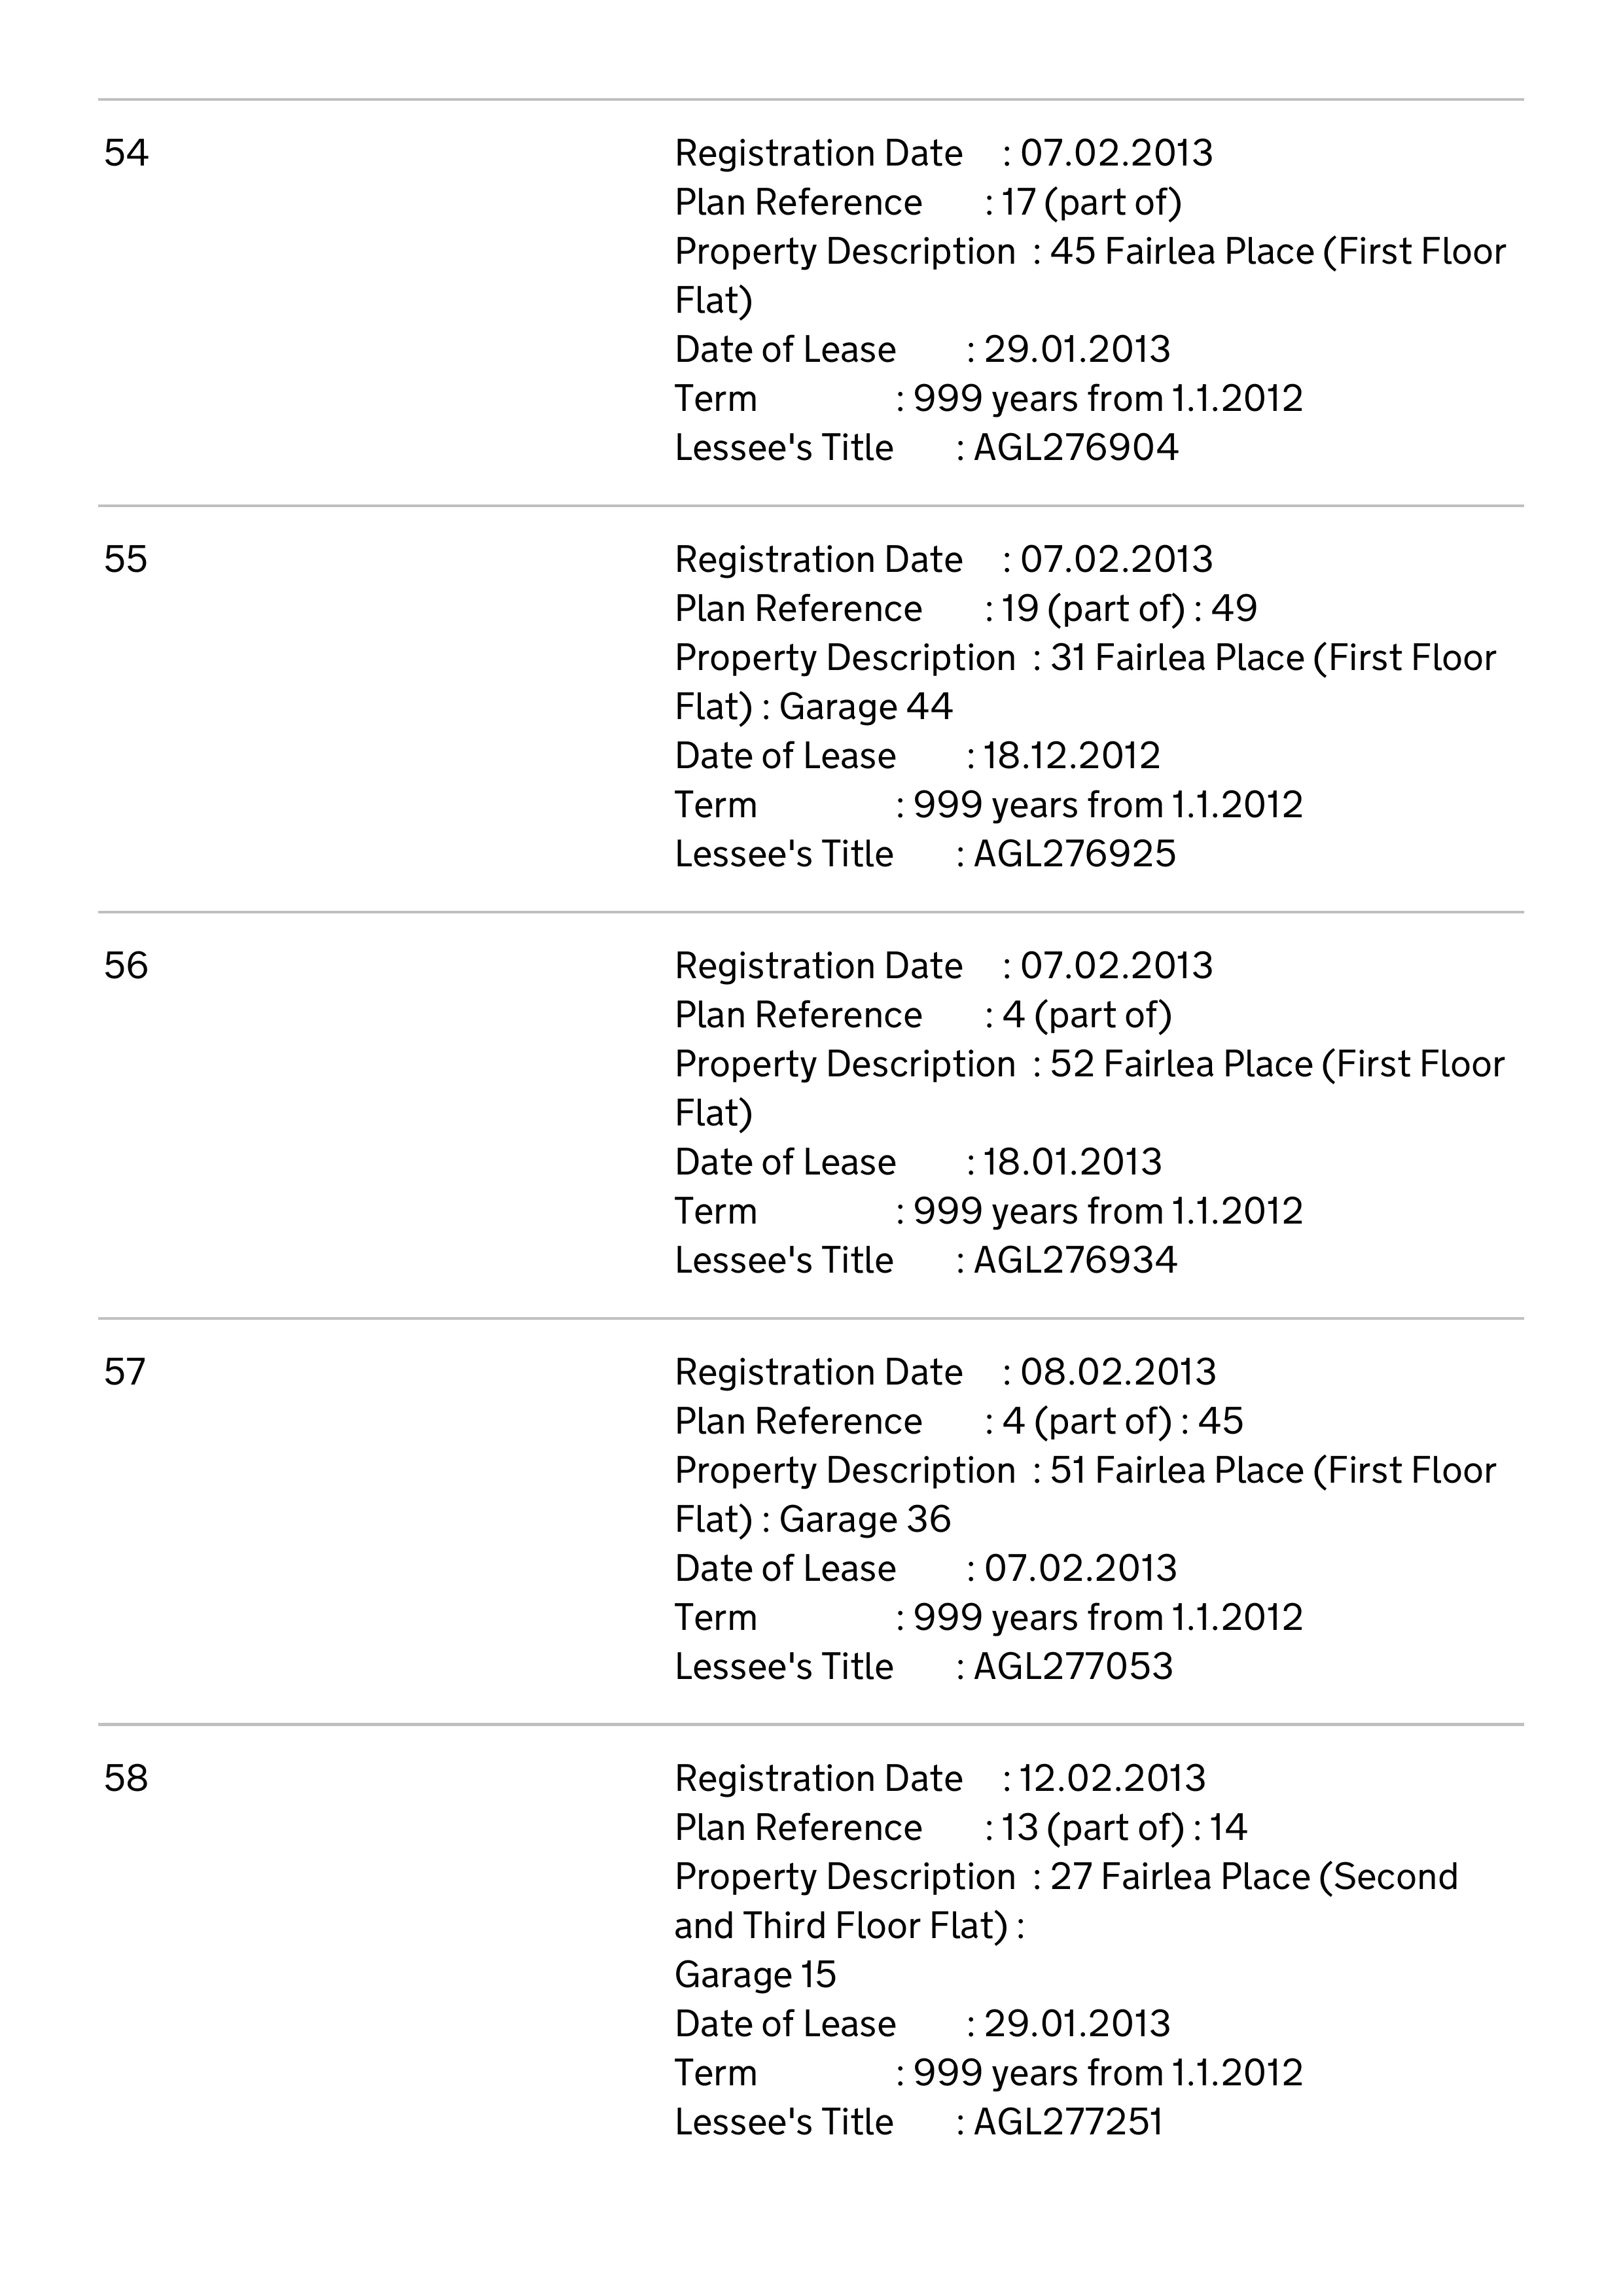 54
Registration Date : 07.02.2013
Plan Reference : 17 (part of)
Property Description : 45 Fairlea Place (First Floor
Flat)
Date of Lease : 29.01.2013
Term : 999 years from 1.1.2012
Lessee's Title : AGL276904
55
Registration Date : 07.02.2013
Plan Reference : 19 (part of) : 49
Property Description : 31 Fairlea Place (First Floor
Flat) : Garage 44
Date of Lease : 18.12.2012
Term : 999 years from 1.1.2012
Lessee's Title : AGL276925
56
Registration Date : 07.02.2013
Plan Reference : 4 (part of)
Property Description : 52 Fairlea Place (First Floor
Flat)
Date of Lease : 18.01.2013
Term : 999 years from 1.1.2012
Lessee's Title : AGL276934
57
Registration Date : 08.02.2013
Plan Reference : 4 (part of) : 45
Property Description : 51 Fairlea Place (First Floor
Flat) : Garage 36
Date of Lease : 07.02.2013
Term : 999 years from 1.1.2012
Lessee's Title : AGL277053
58
Registration Date : 12.02.2013
Plan Reference : 13 (part of) : 14
Property Description : 27 Fairlea Place (Second
and Third Floor Flat) :
Garage 15
Date of Lease : 29.01.2013
Term : 999 years from 1.1.2012
Lessee's Title : AGL277251